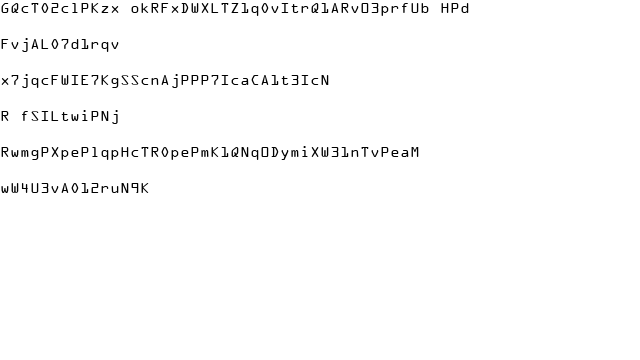 GQcT02clPKzx okRFxDWXLTZ1q0vItrQ1ARvO3prfUb HPd
FvjAL07d1rqv
x7jqcFWIE7KgSScnAjPPP7IcaCA1t3IcN
R fSILtwiPNj
RwmgPXpePlqpHcTR0pePmK1QNqODymiXW31nTvPeaM
wW4U3vA012ruN9K